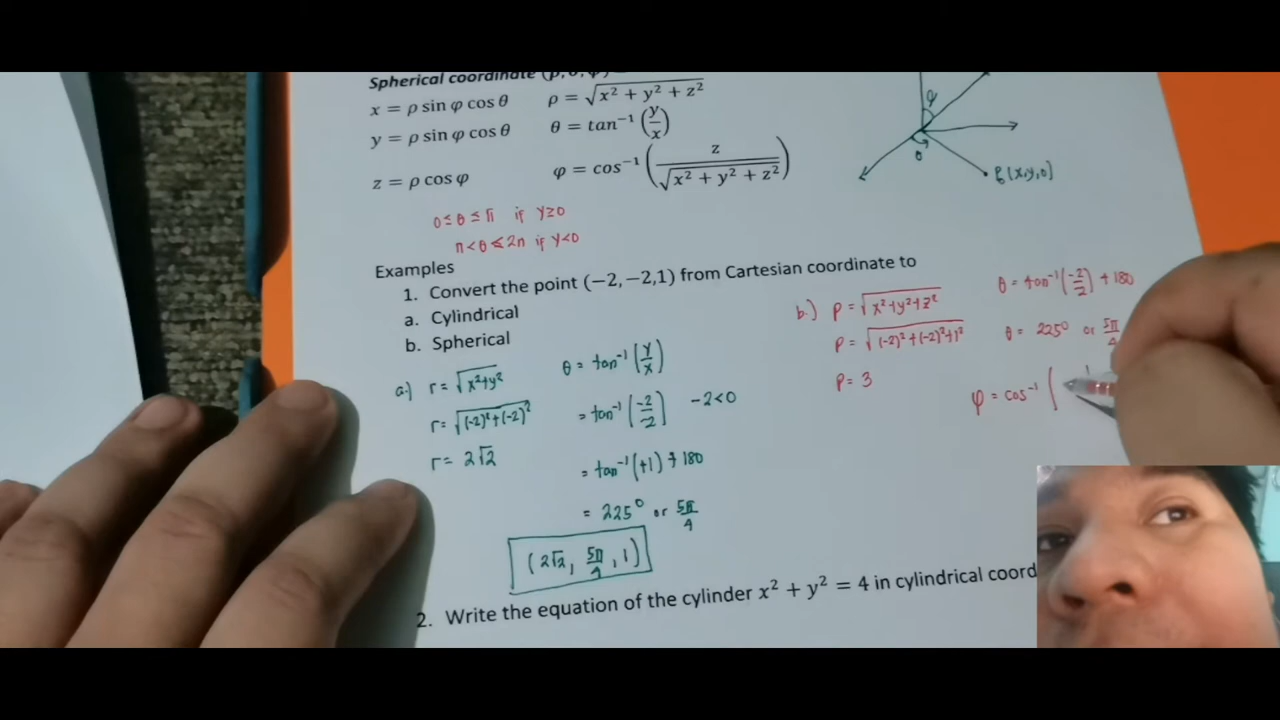 Spherical coordinate (ρ, θ, φ)
x = ρ sin φ cos θ   ρ = √(x² + y² + z²)
y = ρ sin φ cos θ   θ = tan⁻¹ (y/x)
z = ρ cos φ   φ = cos⁻¹ (z/√(x² + y² + z²))
φ
θ
(x,y,0)
0 ≤ θ ≤ π if y≥0
π < θ ≤ 2π if y<0
Examples
1. Convert the point (−2, −2,1) from Cartesian coordinate to
a. Cylindrical
b. Spherical
a.) r = √(x²+y²)
r = √((-2)²+(-2)²)
r = 2√2
θ = tan⁻¹ (y/x)
= tan⁻¹ (-2/-2)   -2<0
= tan⁻¹ (+1) + 180
= 225° or 5π/4
(2√2, 5π/4, 1)
b.) ρ = √(x²+y²+z²)
ρ = √((-2)²+(-2)²+1²)
ρ = 3
θ = tan⁻¹ (-2/-2) + 180
θ = 225° or 5π/4
φ = cos⁻¹ (
2. Write the equation of the cylinder x² + y² = 4 in cylindrical coord